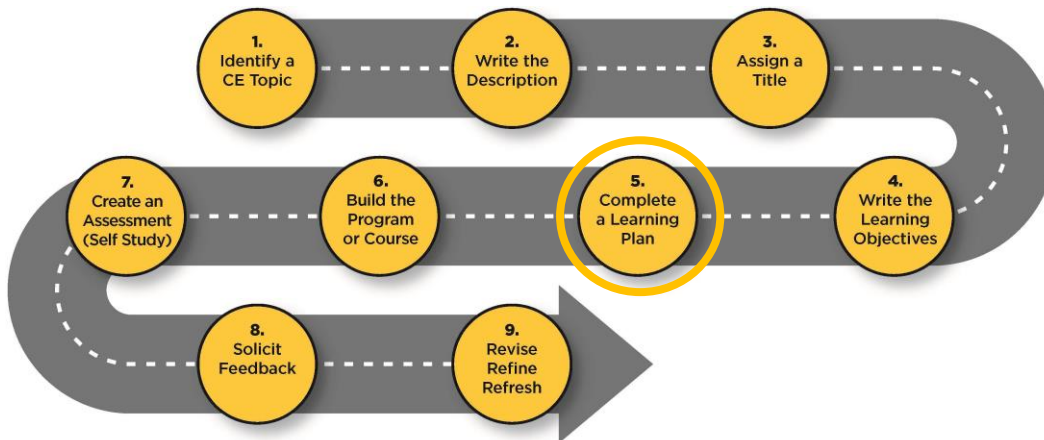 1.
Identify a
CE Topic
2.
Write the
Description
3.
Assign a
Title
4.
Write the
Learning
Objectives
5.
Complete
a Learning
Plan
6.
Build the
Program
or Course
7.
Create an
Assessment
(Self Study)
8.
Solicit
Feedback
9.
Revise
Refine
Refresh